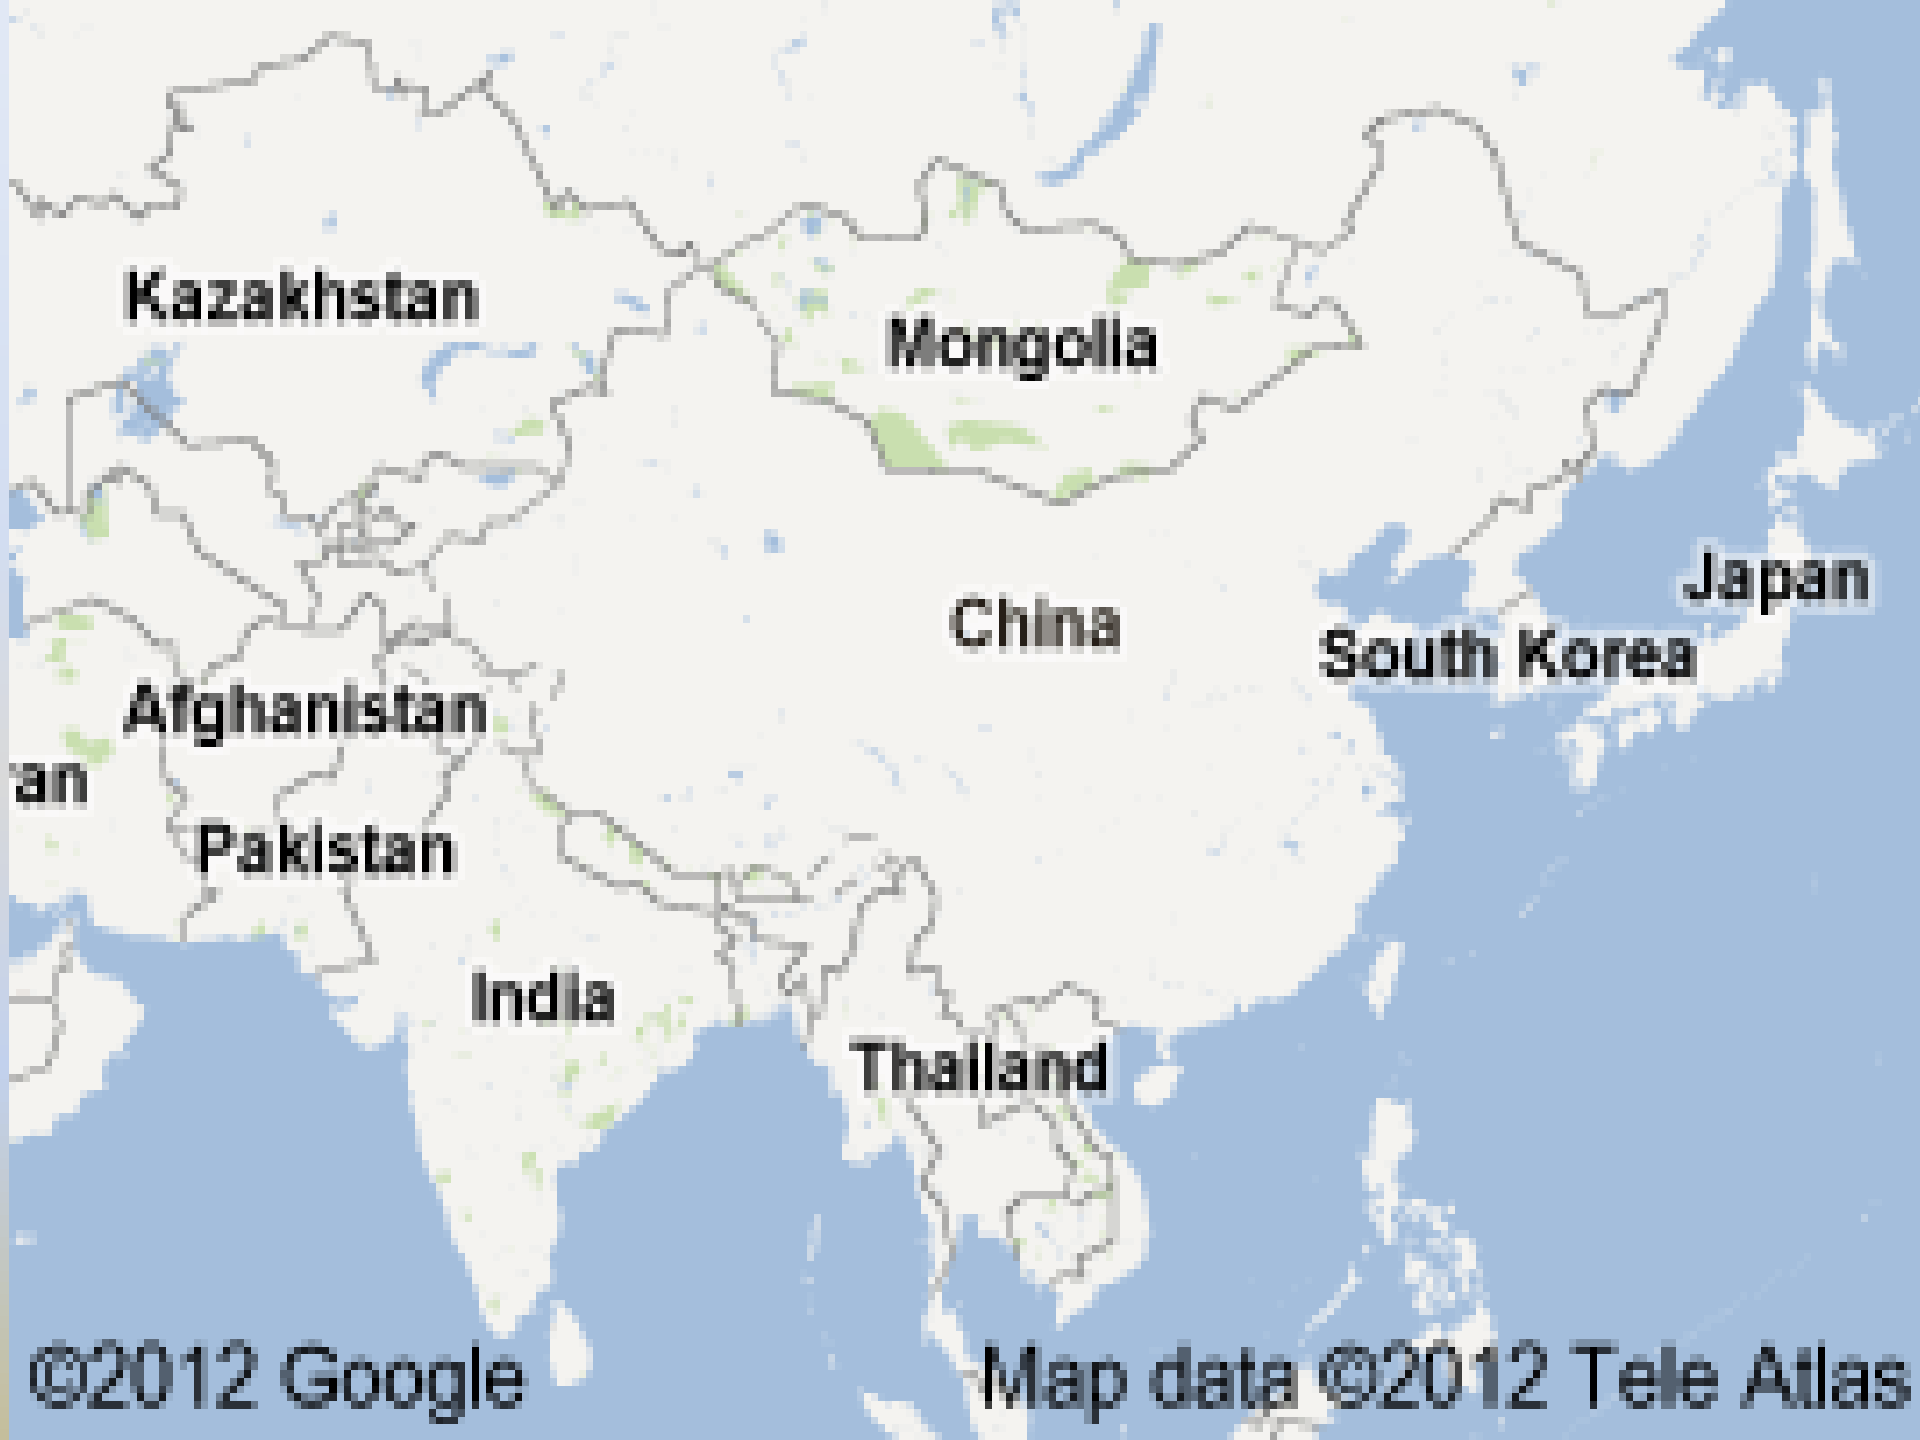 Kazakhstan
Mongolia
Japan
China
South Korea
Afghanistan
an
Pakistan
India
Thailand
©2012 Google
Map data ©2012 Tele Atlas